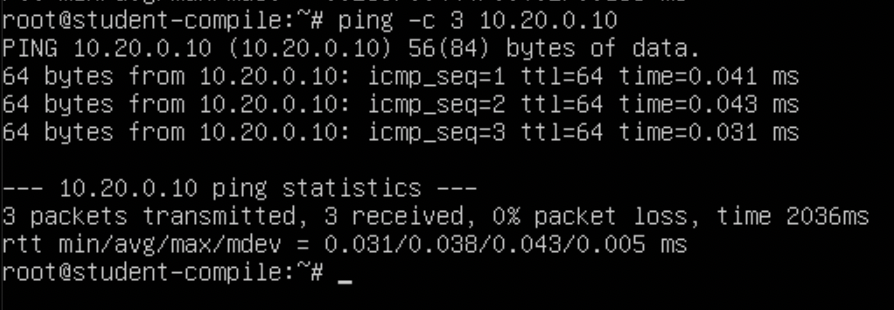 root@student-compile:~# ping -c 3 10.20.0.10
PING 10.20.0.10 (10.20.0.10) 56(84) bytes of data.
64 bytes from 10.20.0.10: icmp_seq=1 ttl=64 time=0.041 ms
64 bytes from 10.20.0.10: icmp_seq=2 ttl=64 time=0.043 ms
64 bytes from 10.20.0.10: icmp_seq=3 ttl=64 time=0.031 ms

--- 10.20.0.10 ping statistics ---
3 packets transmitted, 3 received, 0% packet loss, time 2036ms
rtt min/avg/max/mdev = 0.031/0.038/0.043/0.005 ms
root@student-compile:~# _